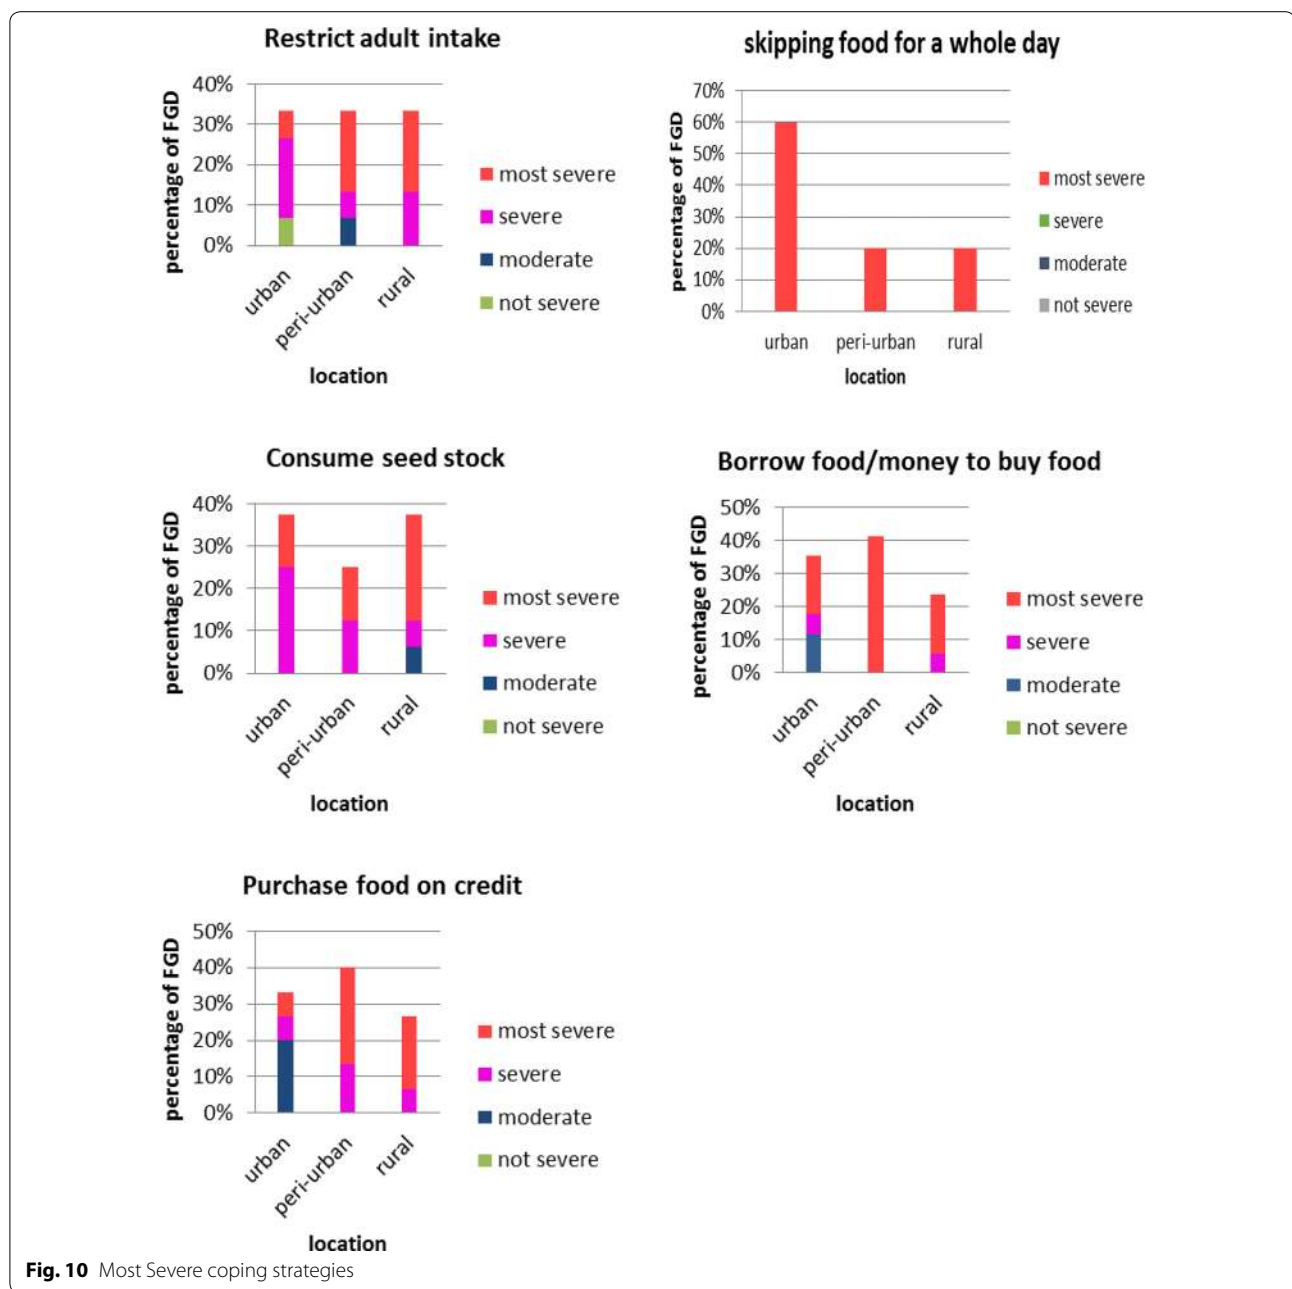 Restrict adult intake
percentage of FGD
40%
30%
20%
10%
0%
urban
peri-urban
rural
location
most severe
severe
moderate
not severe
skipping food for a whole day
percentage of FGD
70%
60%
50%
40%
30%
20%
10%
0%
urban
peri-urban
rural
location
most severe
severe
moderate
not severe
Consume seed stock
percentage of FGD
40%
30%
20%
10%
0%
urban
peri-urban
rural
location
most severe
severe
moderate
not severe
Borrow food/money to buy food
percentage of FGD
50%
40%
30%
20%
10%
0%
urban
peri-urban
rural
location
most severe
severe
moderate
not severe
Purchase food on credit
percentage of FGD
50%
40%
30%
20%
10%
0%
urban
peri-urban
rural
location
most severe
severe
moderate
not severe
Fig. 10 Most Severe coping strategies